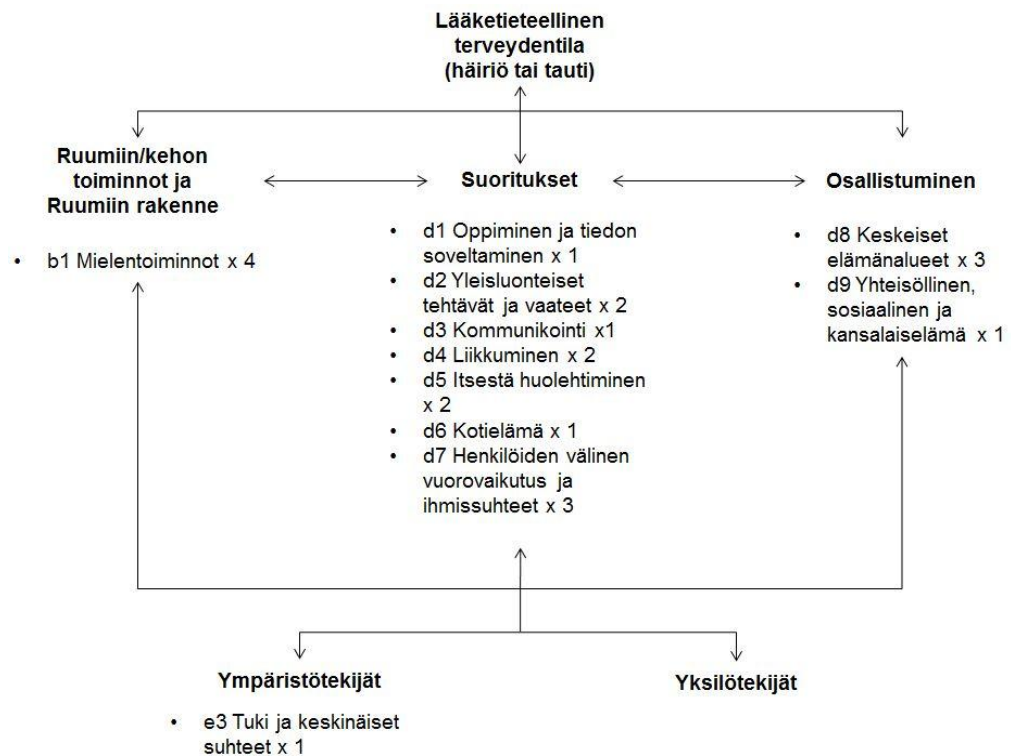 Lääketieteellinen
terveydentila
(häiriö tai tauti)
Ruumiin/kehon
toiminnot ja
Ruumiin rakenne
• b1 Mielentoiminnot x 4
Suoritukset
• d1 Oppiminen ja tiedon
soveltaminen x 1
• d2 Yleisluonteiset
tehtävät ja vaateet x 2
• d3 Kommunikointi x1
• d4 Liikkuminen x 2
• d5 Itsestä huolehtiminen
x 2
• d6 Kotielämä x 1
• d7 Henkilöiden välinen
vuorovaikutus ja
ihmissuhteet x 3
Osallistuminen
• d8 Keskeiset
elämänalueet x 3
• d9 Yhteisöllinen,
sosiaalinen ja
kansalaiselämä x 1
Ympäristötekijät
• e3 Tuki ja keskinäiset
suhteet x 1
Yksilötekijät